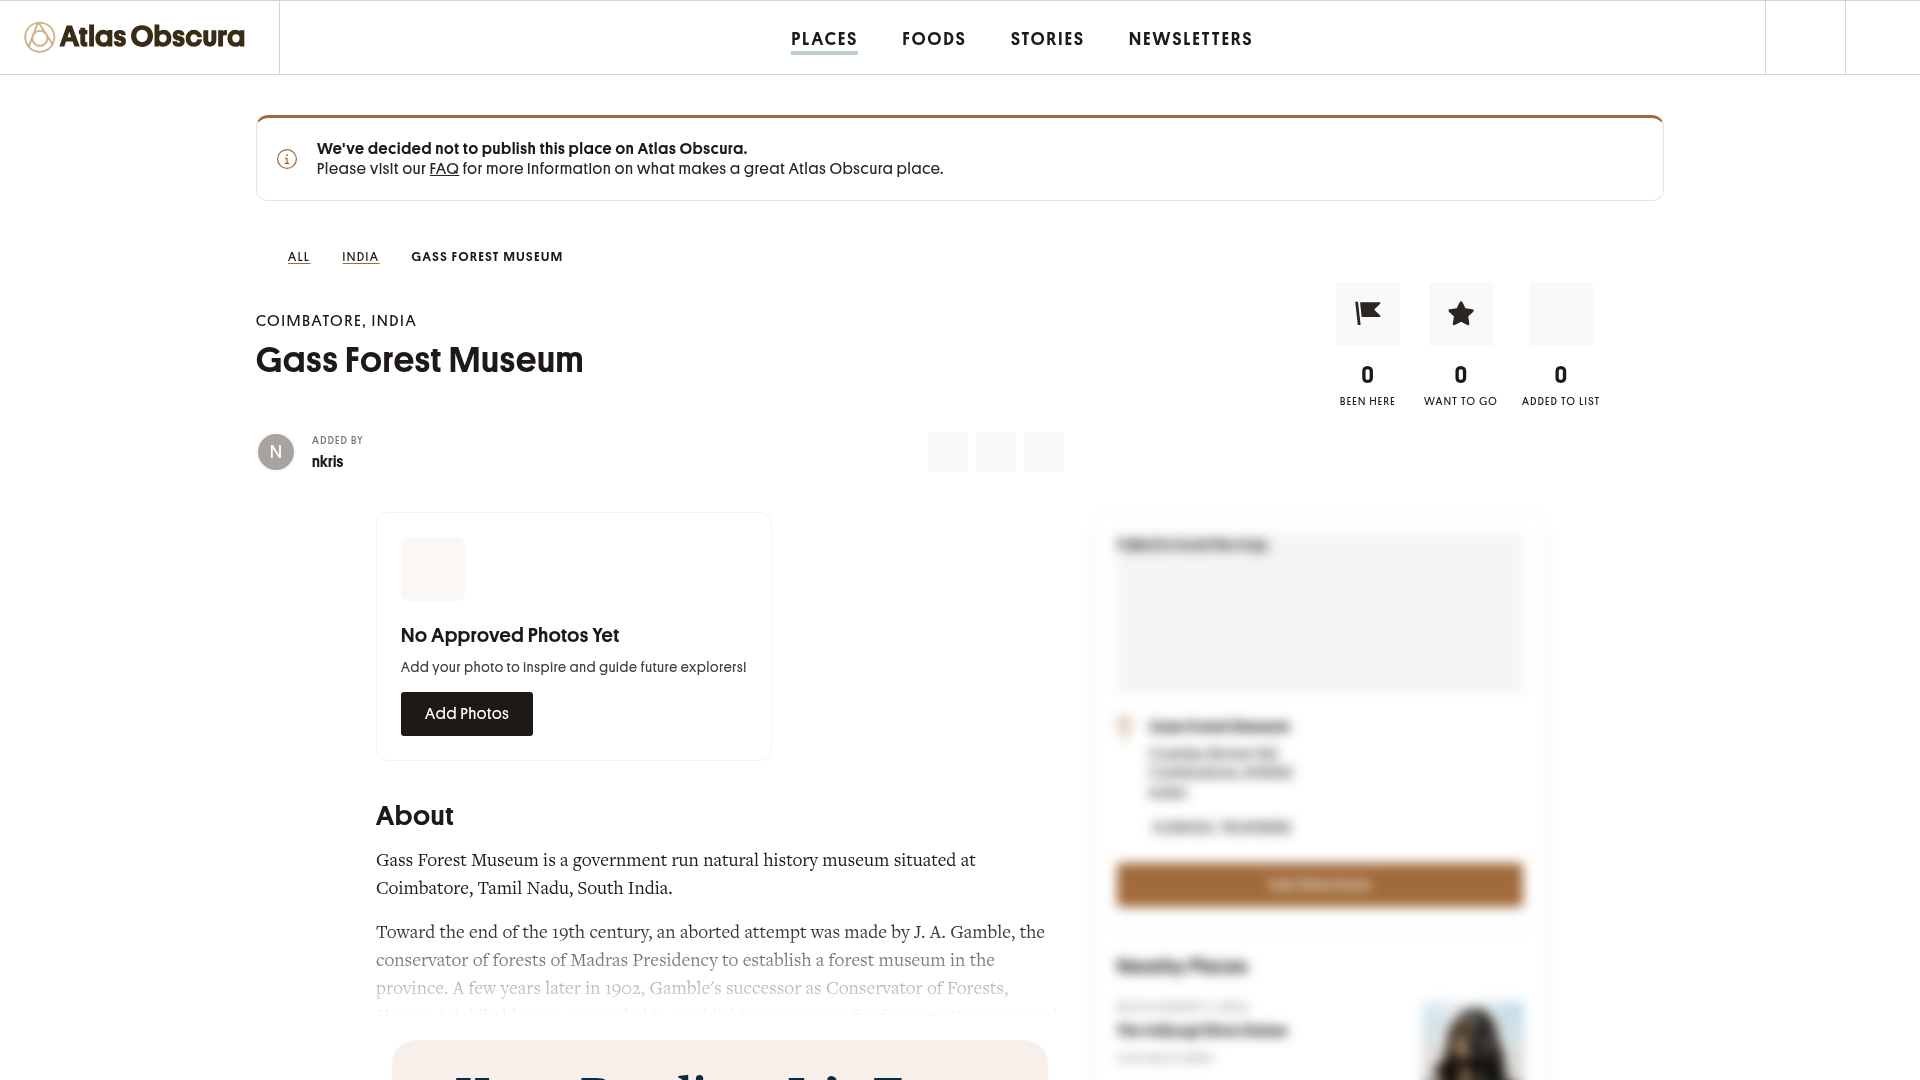 Atlas Obscura
PLACES
FOODS
STORIES
NEWSLETTERS
We've decided not to publish this place on Atlas Obscura.
Please visit our FAQ for more information on what makes a great Atlas Obscura place.
ALL
INDIA
GASS FOREST MUSEUM
COIMBATORE, INDIA
Gass Forest Museum
0
BEEN HERE
0
WANT TO GO
0
ADDED TO LIST
N
ADDED BY
nkris
No Approved Photos Yet
Add your photo to inspire and guide future explorers!
Add Photos
About
Gass Forest Museum is a government run natural history museum situated at
Coimbatore, Tamil Nadu, South India.
Toward the end of the 19th century, an aborted attempt was made by J. A. Gamble, the
conservator of forests of Madras Presidency to establish a forest museum in the
province. A few years later in 1902, Gamble's successor as Conservator of Forests,
Gass Forest Museum
Nearby Places